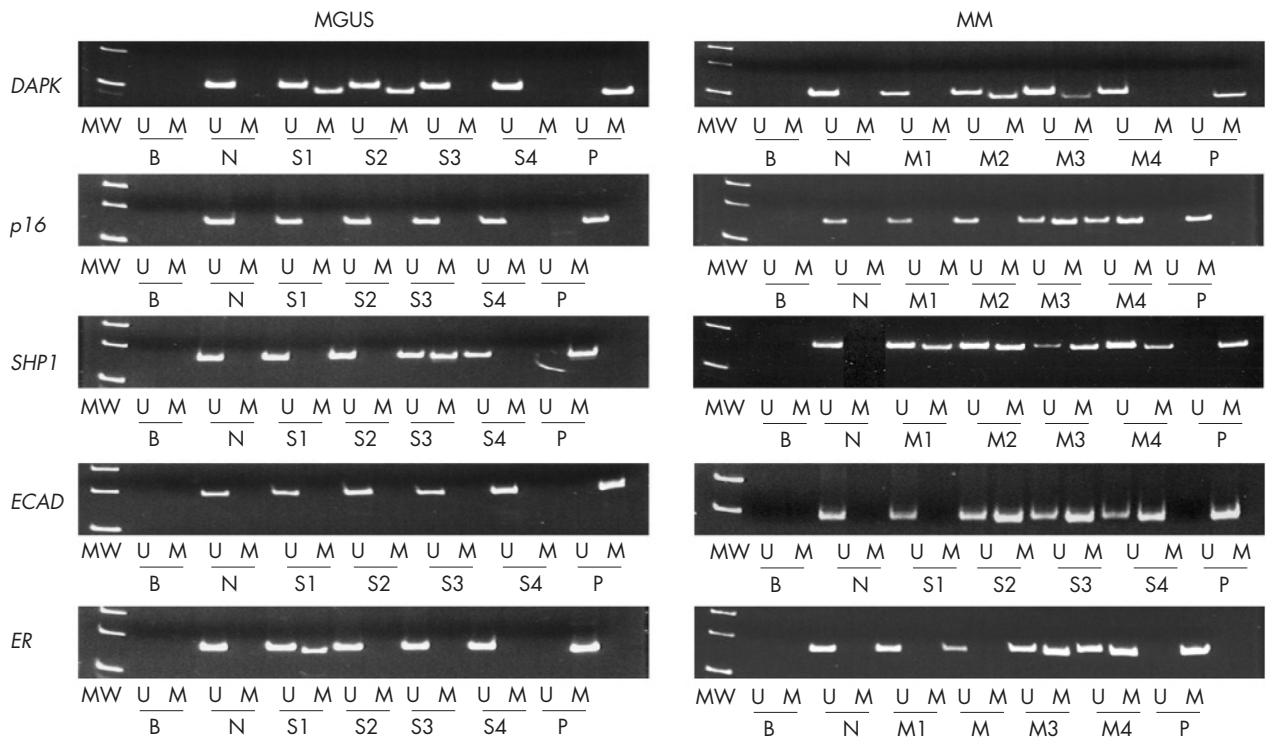 MGUS MM
DAPK
MW U M U M U M U M U M U M U M MW U M U M U M U M U M U M U M
B N S1 S2 S3 S4 P B N M1 M2 M3 M4 P
p16
MW U M U M U M U M U M U M U M MW U M U M U M U M U M U M U M
B N S1 S2 S3 S4 P B N M1 M2 M3 M4 P
SHP1
MW U M U M U M U M U M U M U M MW U M U M U M U M U M U M U M
B N S1 S2 S3 S4 P B N M1 M2 M3 M4 P
ECAD
MW U M U M U M U M U M U M U M MW U M U M U M U M U M U M U M
B N S1 S2 S3 S4 P B N S1 S2 S3 S4 P
ER
MW U M U M U M U M U M U M U M MW U M U M U M U M U M U M U M
B N S1 S2 S3 S4 P B N M1 M M3 M4 P